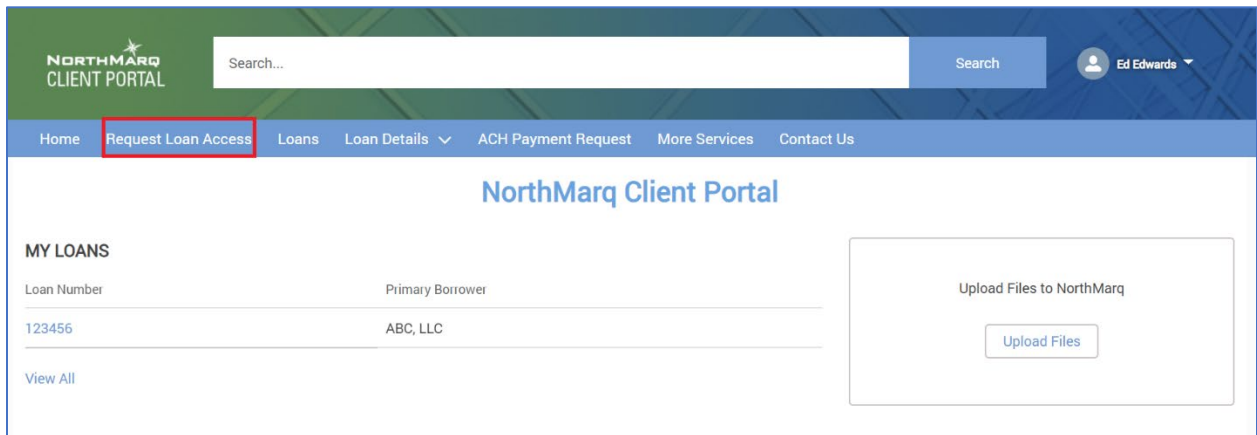 NORTHMARQ
CLIENT PORTAL
Search...
Search
Ed Edwards
Home Request Loan Access Loans Loan Details ACH Payment Request More Services Contact Us
NorthMarq Client Portal
MY LOANS
Loan Number Primary Borrower
123456 ABC, LLC
View All
Upload Files to NorthMarq
Upload Files